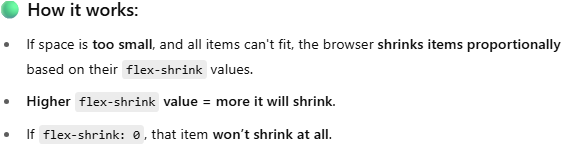 How it works:
If space is too small, and all items can't fit, the browser shrinks items proportionally
based on their flex-shrink values.
Higher flex-shrink value = more it will shrink.
If flex-shrink: 0, that item won't shrink at all.